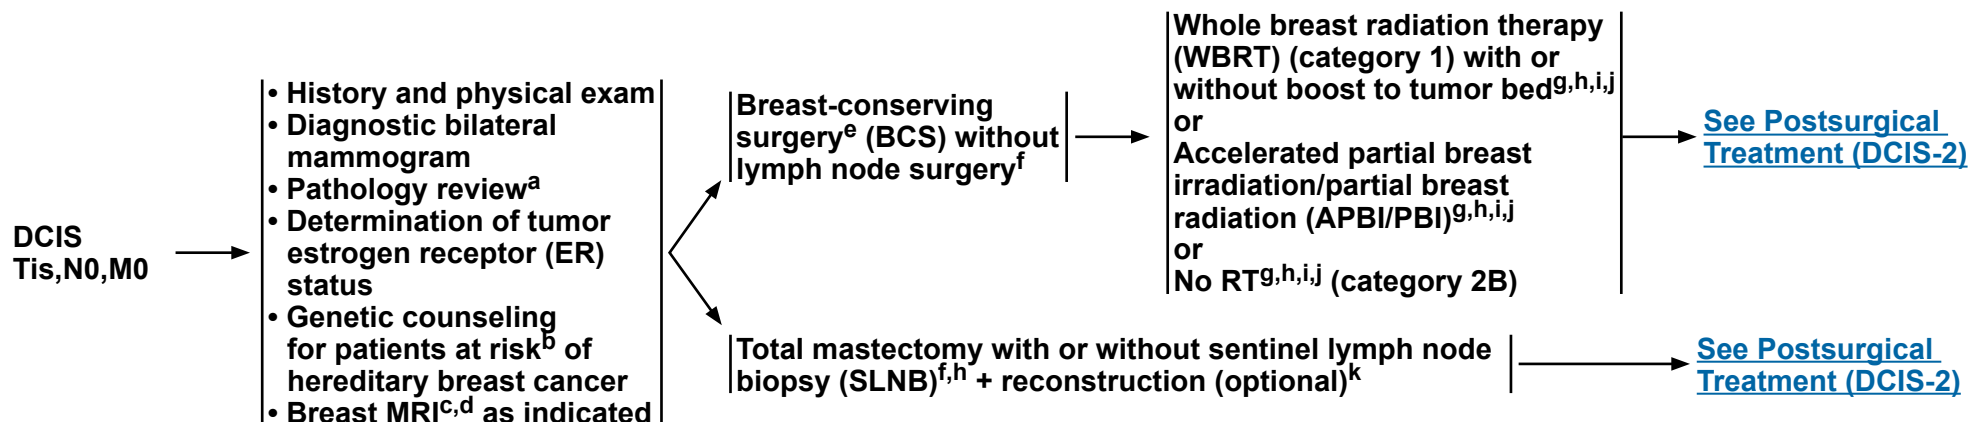 DCIS
Tis,N0,M0
• History and physical exam
• Diagnostic bilateral
mammogram
• Pathology reviewa
• Determination of tumor
estrogen receptor (ER)
status
• Genetic counseling
for patients at riskb of
hereditary breast cancer
• Breast MRIc,d as indicated
Breast-conserving
surgerye (BCS) without
lymph node surgeryf
Whole breast radiation therapy
(WBRT) (category 1) with or
without boost to tumor bedg,h,i,j
or
Accelerated partial breast
irradiation/partial breast
radiation (APBI/PBI)g,h,i,j
or
No RTg,h,i,j (category 2B)
See Postsurgical
Treatment (DCIS-2)
Total mastectomy with or without sentinel lymph node
biopsy (SLNB)f,h + reconstruction (optional)k
See Postsurgical
Treatment (DCIS-2)